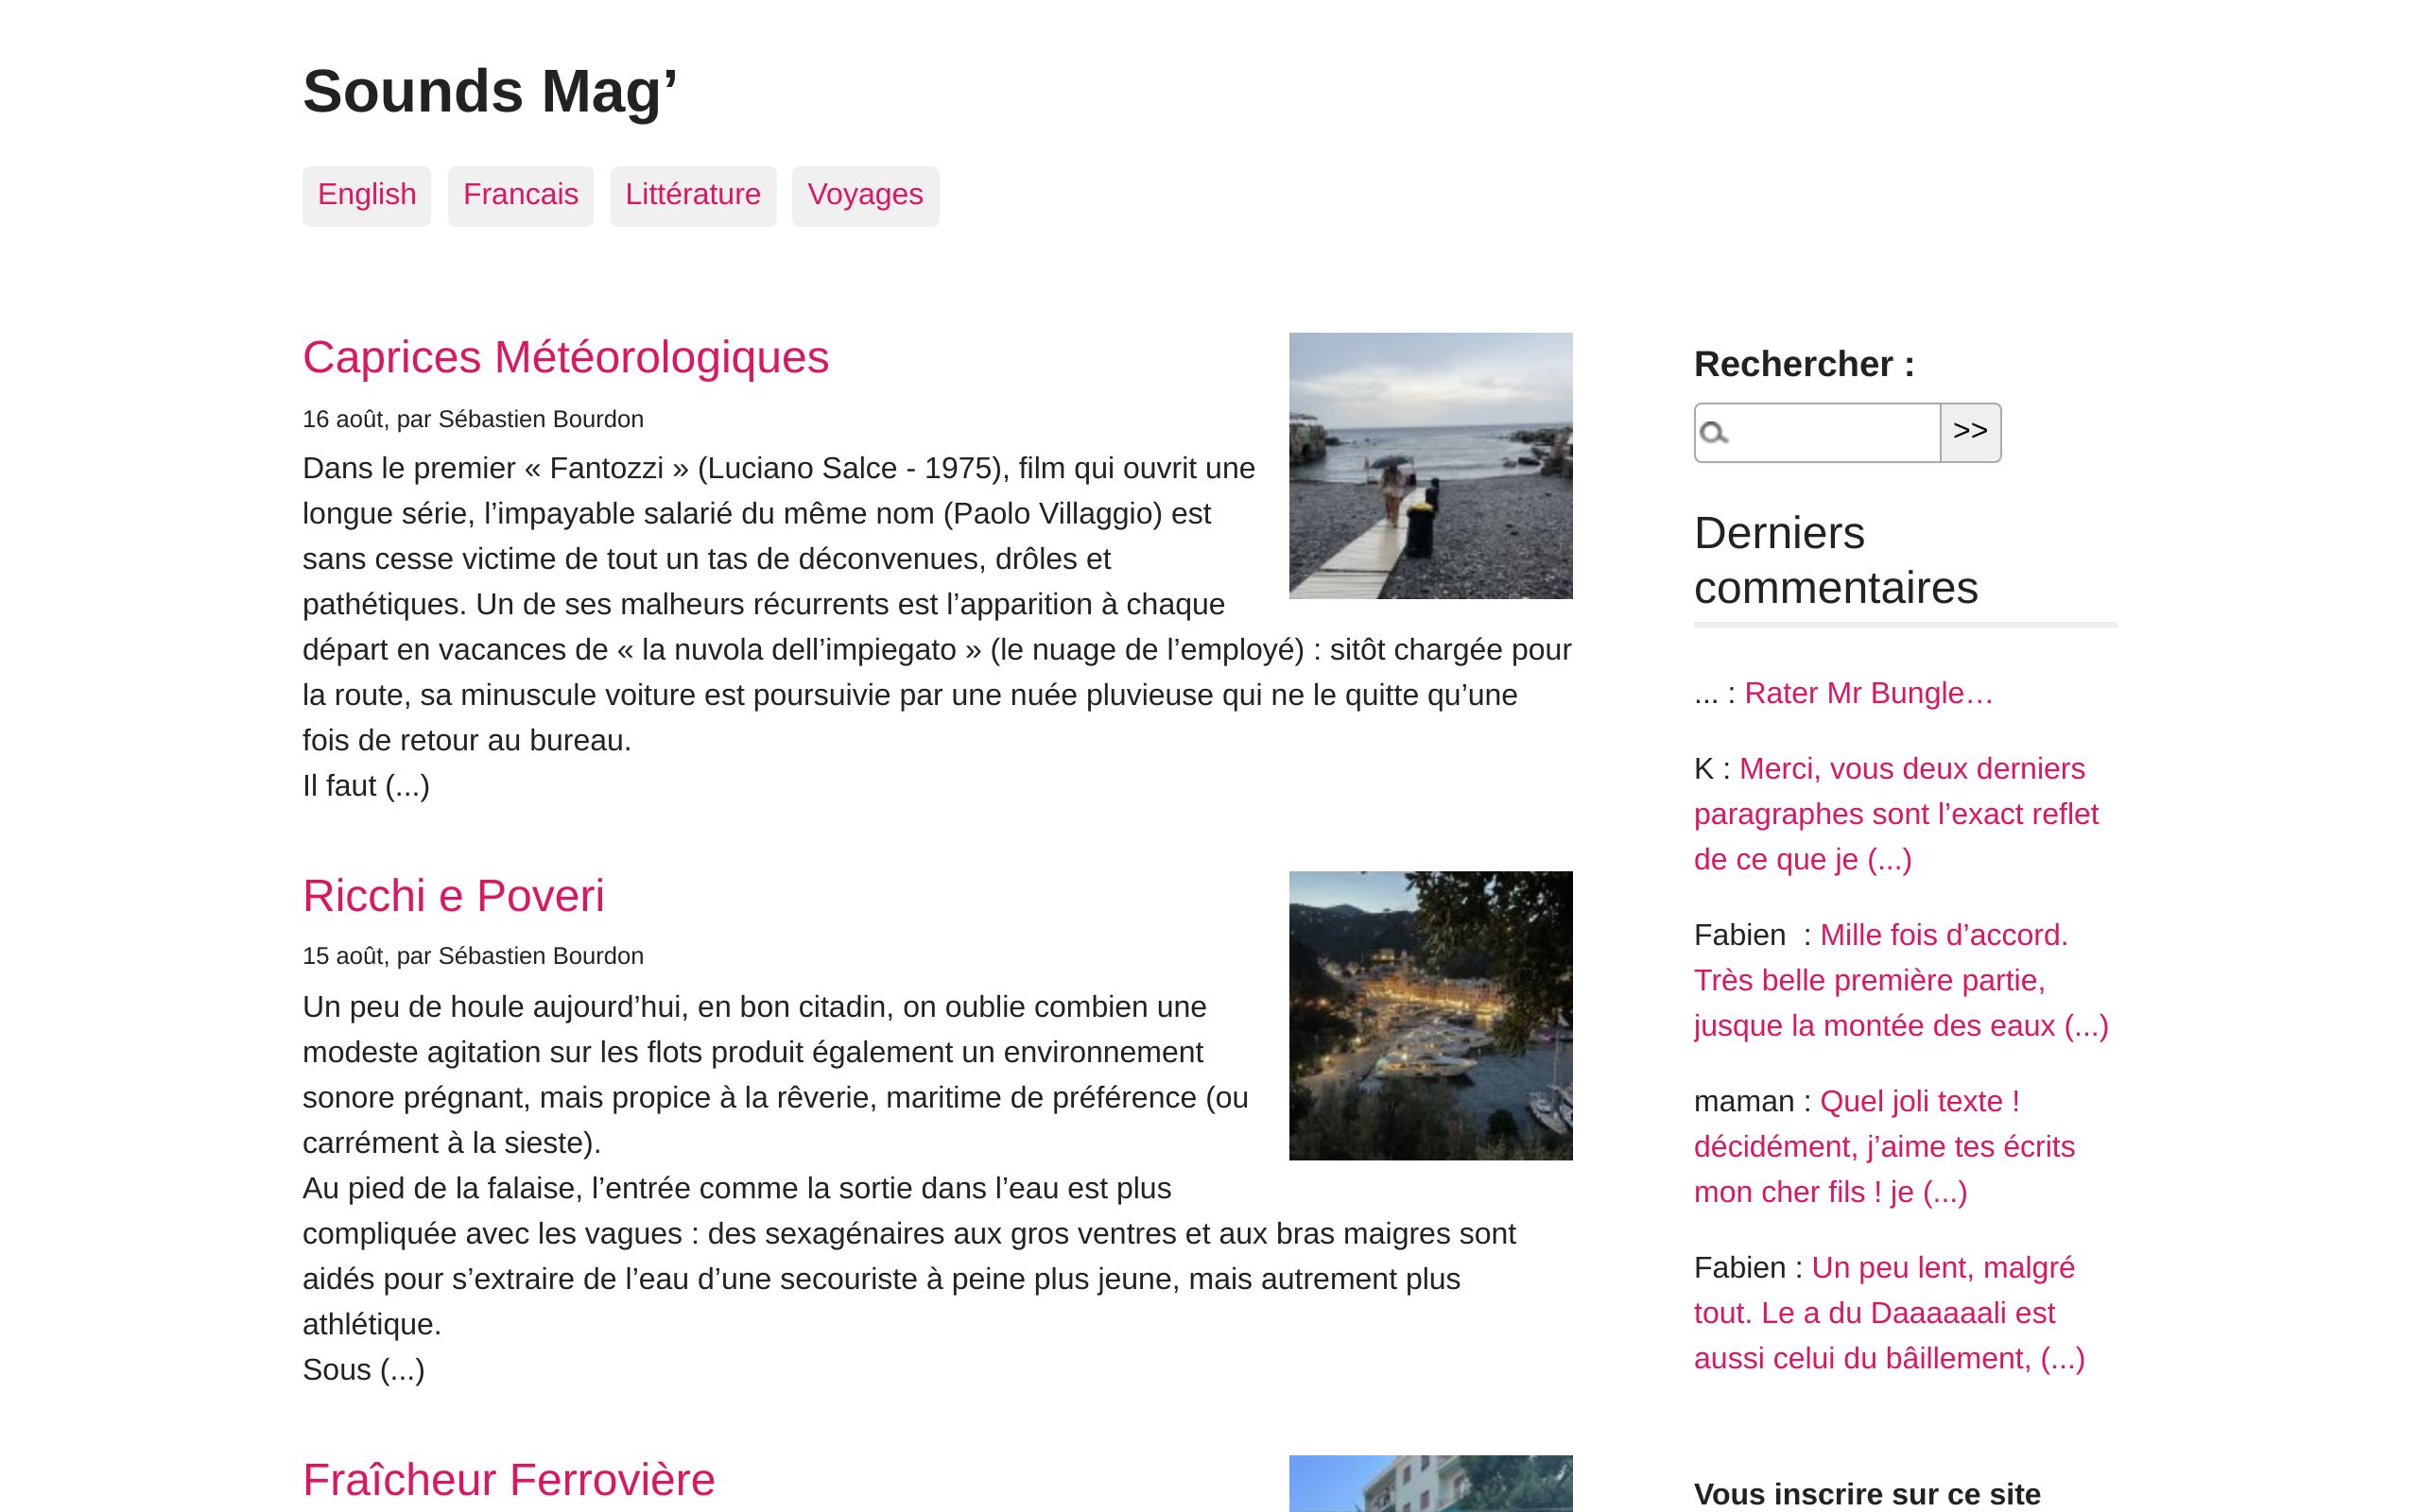 Sounds Mag’
English Francais Littérature Voyages
Caprices Météorologiques
16 août, par Sébastien Bourdon
Dans le premier « Fantozzi » (Luciano Salce - 1975), film qui ouvrit une
longue série, l’impayable salarié du même nom (Paolo Villaggio) est
sans cesse victime de tout un tas de déconvenues, drôles et
pathétiques. Un de ses malheurs récurrents est l’apparition à chaque
départ en vacances de « la nuvola dell’impiegato » (le nuage de l’employé) : sitôt chargée pour
la route, sa minuscule voiture est poursuivie par une nuée pluvieuse qui ne le quitte qu’une
fois de retour au bureau.
Il faut (...)
Ricchi e Poveri
15 août, par Sébastien Bourdon
Un peu de houle aujourd’hui, en bon citadin, on oublie combien une
modeste agitation sur les flots produit également un environnement
sonore prégnant, mais propice à la rêverie, maritime de préférence (ou
carrément à la sieste).
Au pied de la falaise, l’entrée comme la sortie dans l’eau est plus
compliquée avec les vagues : des sexagénaires aux gros ventres et aux bras maigres sont
aidés pour s’extraire de l’eau d’une secouriste à peine plus jeune, mais autrement plus
athlétique.
Sous (...)
Fraîcheur Ferrovière
Rechercher :
>>
Derniers
commentaires
... : Rater Mr Bungle…
K : Merci, vous deux derniers
paragraphes sont l’exact reflet
de ce que je (...)
Fabien  : Mille fois d’accord.
Très belle première partie,
jusque la montée des eaux (...)
maman : Quel joli texte !
décidément, j’aime tes écrits
mon cher fils ! je (...)
Fabien : Un peu lent, malgré
tout. Le a du Daaaaaali est
aussi celui du bâillement, (...)
Vous inscrire sur ce site